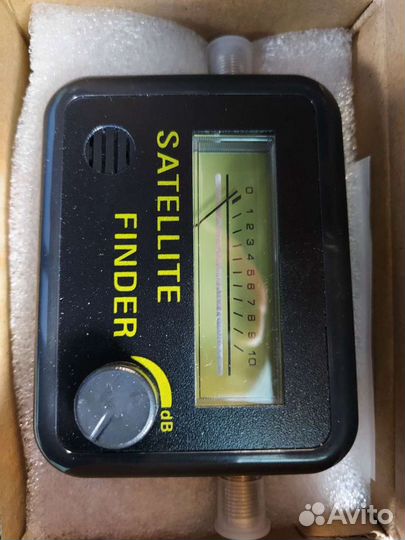 SATELLITE
FINDER
dB
0 1 2 3 4 5 6 7 8 9 10
Avito